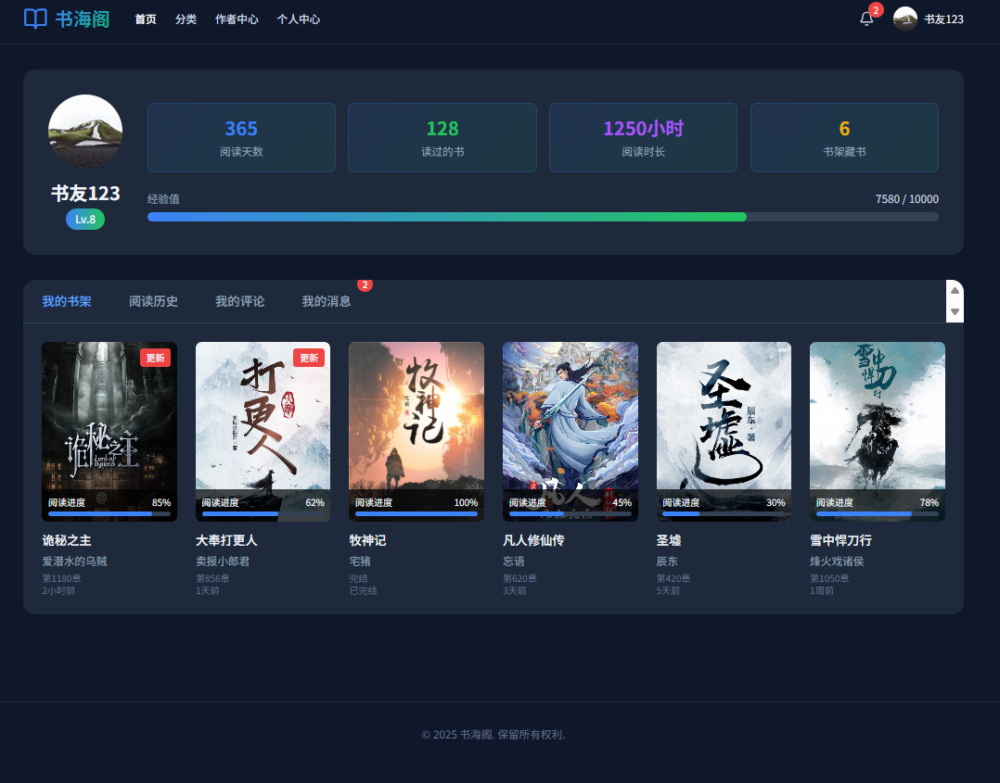 书海阁 首页 分类 作者中心 个人中心 2 书友123
365 128 1250小时 6
阅读天数 读过的书 阅读时长 书架藏书
书友123
Lv.8
经验值 7580 / 10000
我的书架 阅读历史 我的评论 我的消息 2
更新 更新
诡秘之主
Lord of Mysteries
大奉
打更人
牧神记
宅猪 著
凡人
圣墟
辰东·著
雪中悍刀行
阅读进度 85% 阅读进度 62% 阅读进度 100% 阅读进度 45% 阅读进度 30% 阅读进度 78%
诡秘之主 大奉打更人 牧神记 凡人修仙传 圣墟 雪中悍刀行
爱潜水的乌贼 卖报小郎君 宅猪 忘语 辰东 烽火戏诸侯
第1180章 第856章 完结 第620章 第420章 第1050章
2小时前 1天前 已完结 3天前 5天前 1周前
© 2025 书海阁. 保留所有权利.